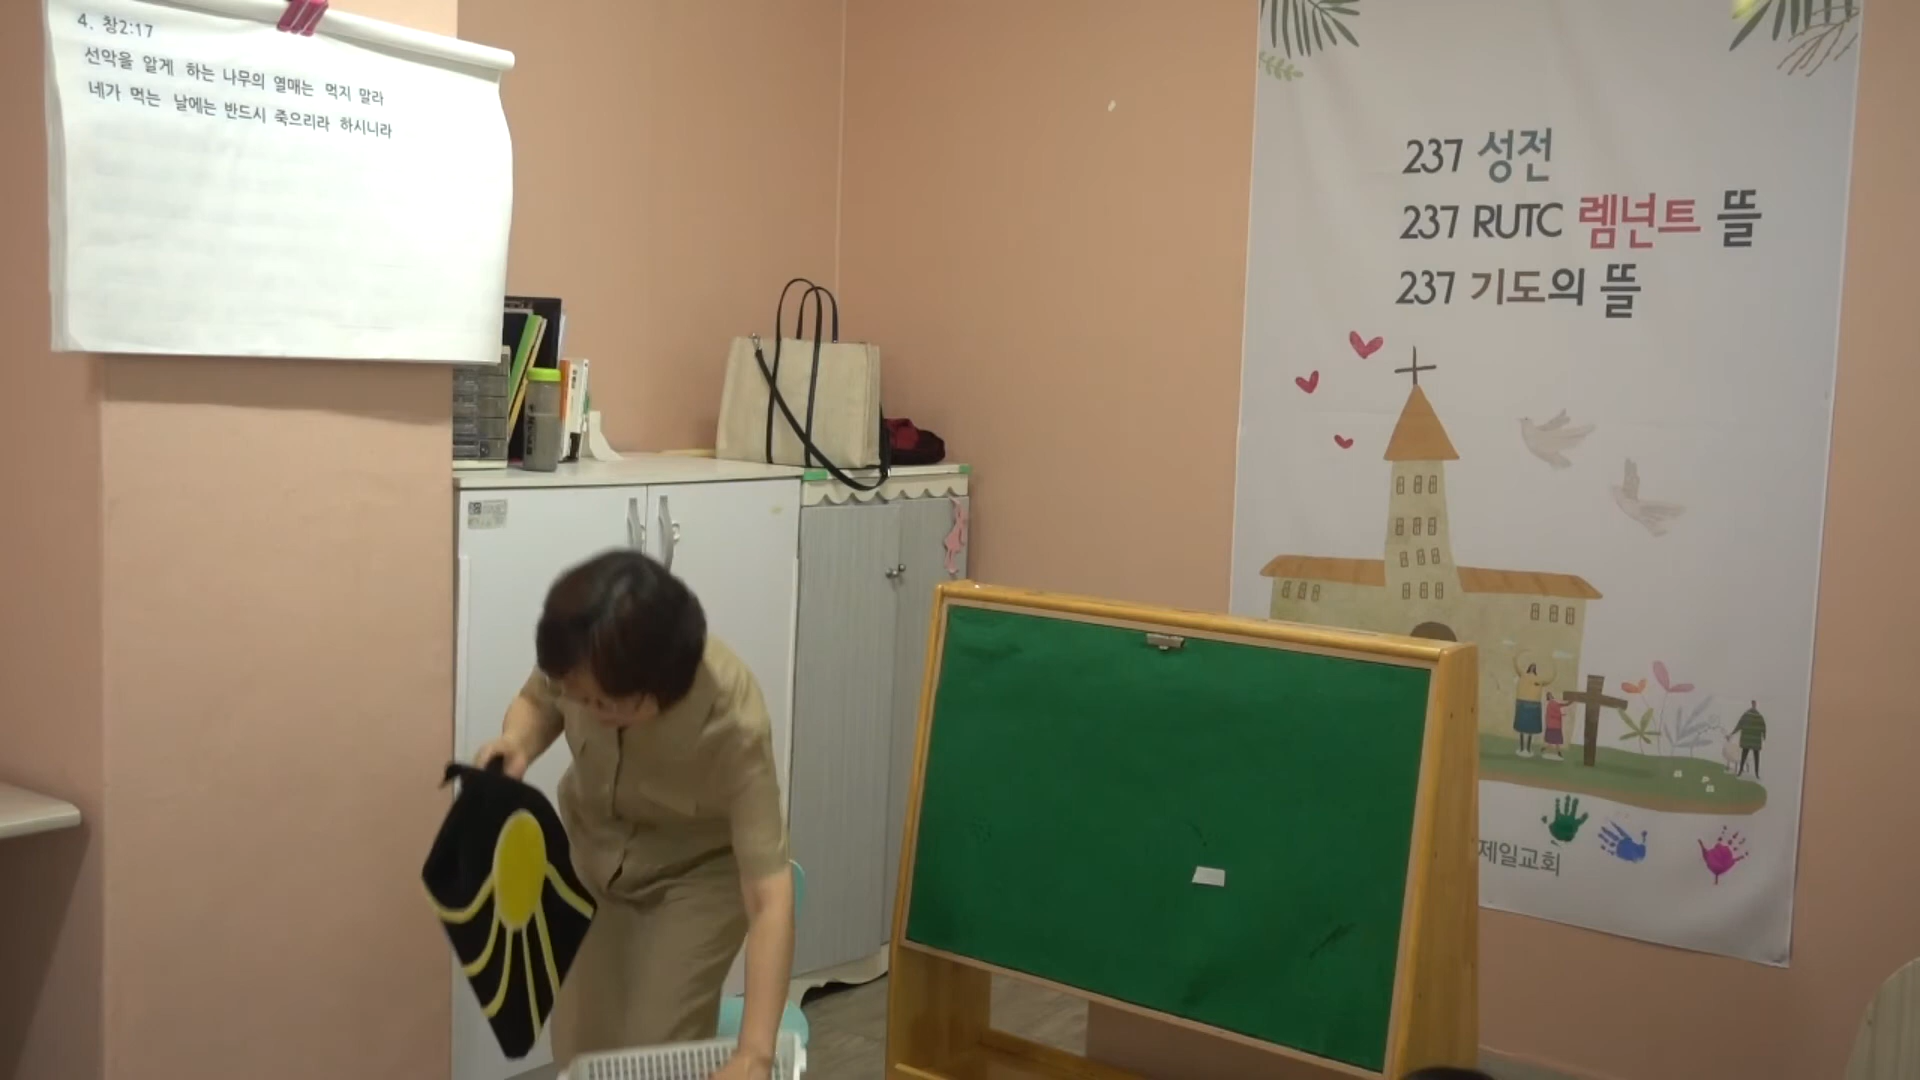 4. 창2:17
선악을 알게 하는 나무의 열매는 먹지 말라
네가 먹는 날에는 반드시 죽으리라 하시니라
237 성전
237 RUTC 렘넌트 뜰
237 기도의 뜰
제일교회